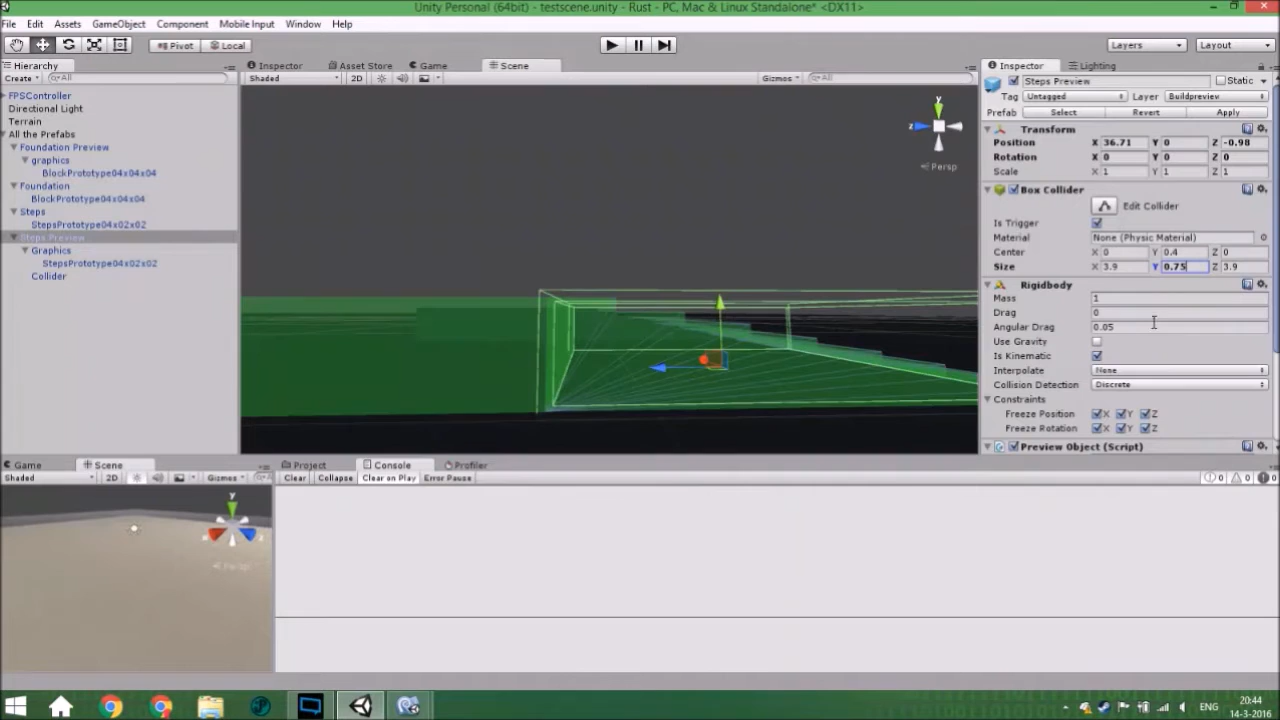 Unity Personal (64bit) - testscene.unity - Rust - PC, Mac & Linux Standalone* <DX11>
File Edit Assets GameObject Component Mobile Input Window Help
Pivot Local Layers Layout
Hierarchy
Create All
FPSController
Directional Light
Terrain
All the Prefabs
Foundation Preview
graphics
BlockPrototype04x04x04
Foundation
BlockPrototype04x04x04
Steps
StepsPrototype04x02x02
Steps Preview
Graphics
StepsPrototype04x02x02
Collider
Inspector Asset Store Game Scene
Shaded 2D Gizmos All
y
z
Persp
Inspector Lighting
Steps Preview Static
Tag Untagged Layer Buildpreview
Prefab Select Revert Apply
Transform
Position X 36.71 Y 0 Z -0.98
Rotation X 0 Y 0 Z 0
Scale X 1 Y 1 Z 1
Box Collider
Edit Collider
Is Trigger
Material None (Physic Material)
Center X 0 Y 0.4 Z 0
Size X 3.9 Y 0.75 Z 3.9
Rigidbody
Mass 1
Drag 0
Angular Drag 0.05
Use Gravity
Is Kinematic
Interpolate None
Collision Detection Discrete
Constraints
Freeze Position X Y Z
Freeze Rotation X Y Z
Preview Object (Script)
Game Scene
Shaded 2D Gizmos
y
x z
Persp
Project Console Profiler
Clear Collapse Clear on Play Error Pause 0 0 0
ENG
20:44
14-3-2016